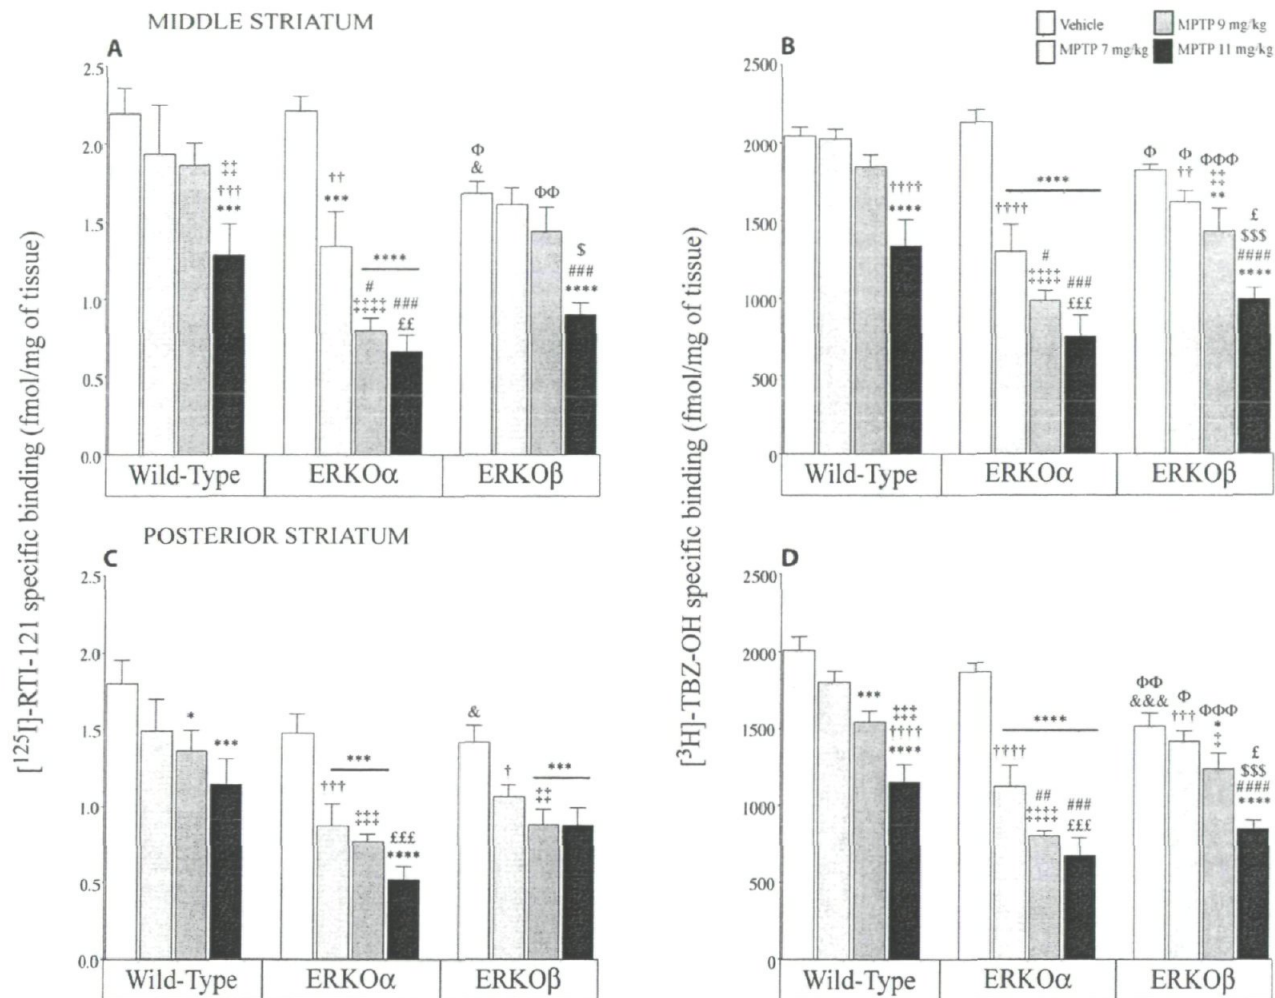 MIDDLE STRIATUM
Vehicle
MPTP 9 mg/kg
MPTP 7 mg/kg
MPTP 11 mg/kg
[125I]-RTI-121 specific binding (fmol/mg of tissue)
A
2.5
2.0
1.5
1.0
0.5
0.0
‡‡
†††
***
††
***
****
#
‡‡‡‡
###
££
Φ
&
ΦΦ
$
###
****
Wild-Type
ERKOα
ERKOβ
[3H]-TBZ-OH specific binding (fmol/mg of tissue)
B
2500
2000
1500
1000
500
0
††††
****
****
††††
#
‡‡‡‡
‡‡‡‡
###
£££
Φ
Φ
††
ΦΦΦ
‡‡
**
£
$$$
####
****
Wild-Type
ERKOα
ERKOβ
POSTERIOR STRIATUM
C
2.5
2.0
1.5
1.0
0.5
0.0
*
***
***
†††
‡‡‡
£££
****
&
†
***
‡‡
Wild-Type
ERKOα
ERKOβ
D
2500
2000
1500
1000
500
0
***
‡‡‡
††††
****
****
††††
##
‡‡‡‡
###
£££
ΦΦ
&&&
Φ
†††
ΦΦΦ
*
‡
£
$$$
####
****
Wild-Type
ERKOα
ERKOβ